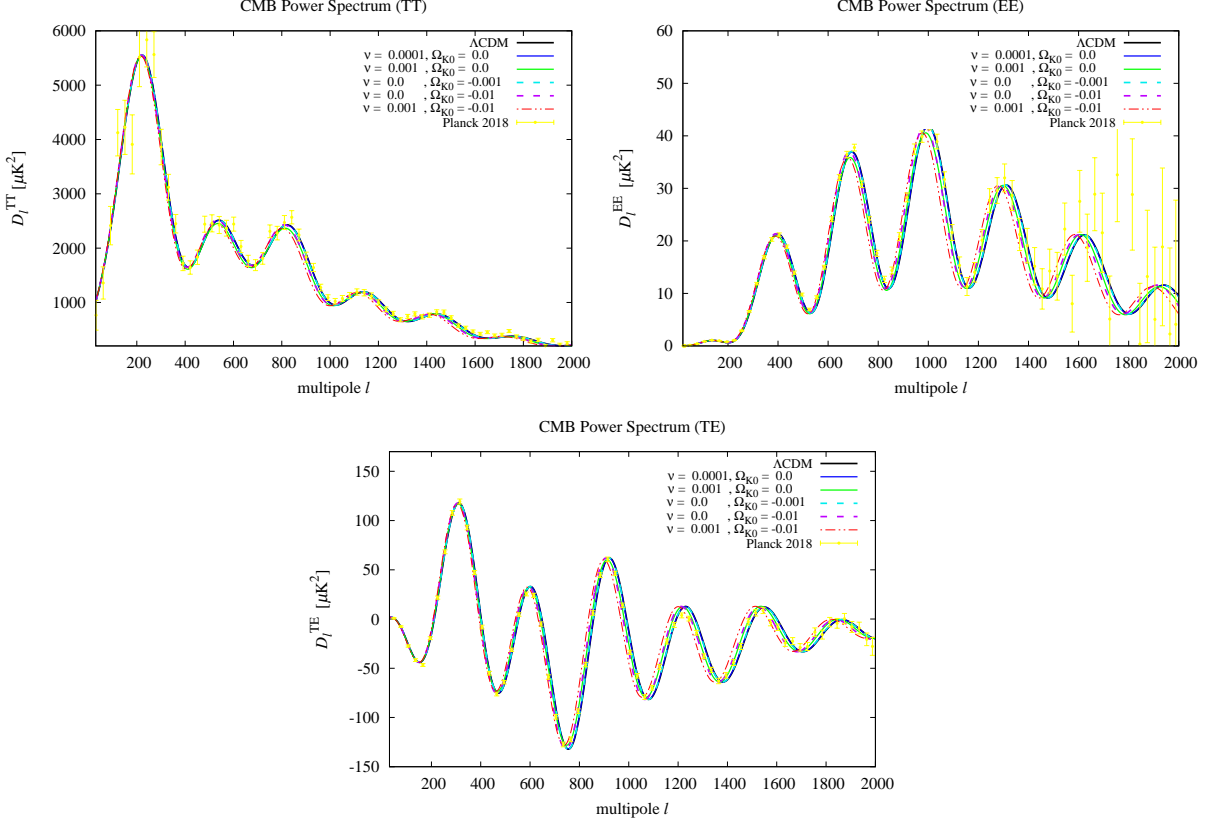 CMB Power Spectrum (TT)
6000
5000
4000
3000
2000
1000
D_l^TT [μK²]
ΛCDM
ν = 0.0001, Ω_K0 = 0.0
ν = 0.001 , Ω_K0 = 0.0
ν = 0.0 , Ω_K0 = -0.001
ν = 0.0 , Ω_K0 = -0.01
ν = 0.001 , Ω_K0 = -0.01
Planck 2018
200 400 600 800 1000 1200 1400 1600 1800 2000
multipole l
CMB Power Spectrum (EE)
60
50
40
30
20
10
0
D_l^EE [μK²]
ΛCDM
ν = 0.0001, Ω_K0 = 0.0
ν = 0.001 , Ω_K0 = 0.0
ν = 0.0 , Ω_K0 = -0.001
ν = 0.0 , Ω_K0 = -0.01
ν = 0.001 , Ω_K0 = -0.01
Planck 2018
200 400 600 800 1000 1200 1400 1600 1800 2000
multipole l
CMB Power Spectrum (TE)
150
100
50
0
-50
-100
-150
D_l^TE [μK²]
ΛCDM
ν = 0.0001, Ω_K0 = 0.0
ν = 0.001 , Ω_K0 = 0.0
ν = 0.0 , Ω_K0 = -0.001
ν = 0.0 , Ω_K0 = -0.01
ν = 0.001 , Ω_K0 = -0.01
Planck 2018
200 400 600 800 1000 1200 1400 1600 1800 2000
multipole l